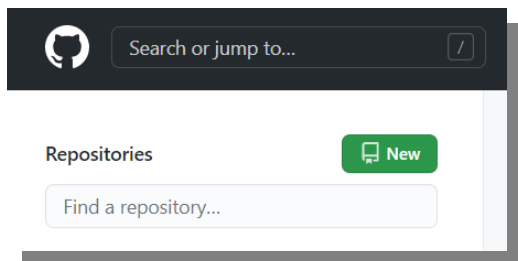 Search or jump to... /
Repositories New
Find a repository...